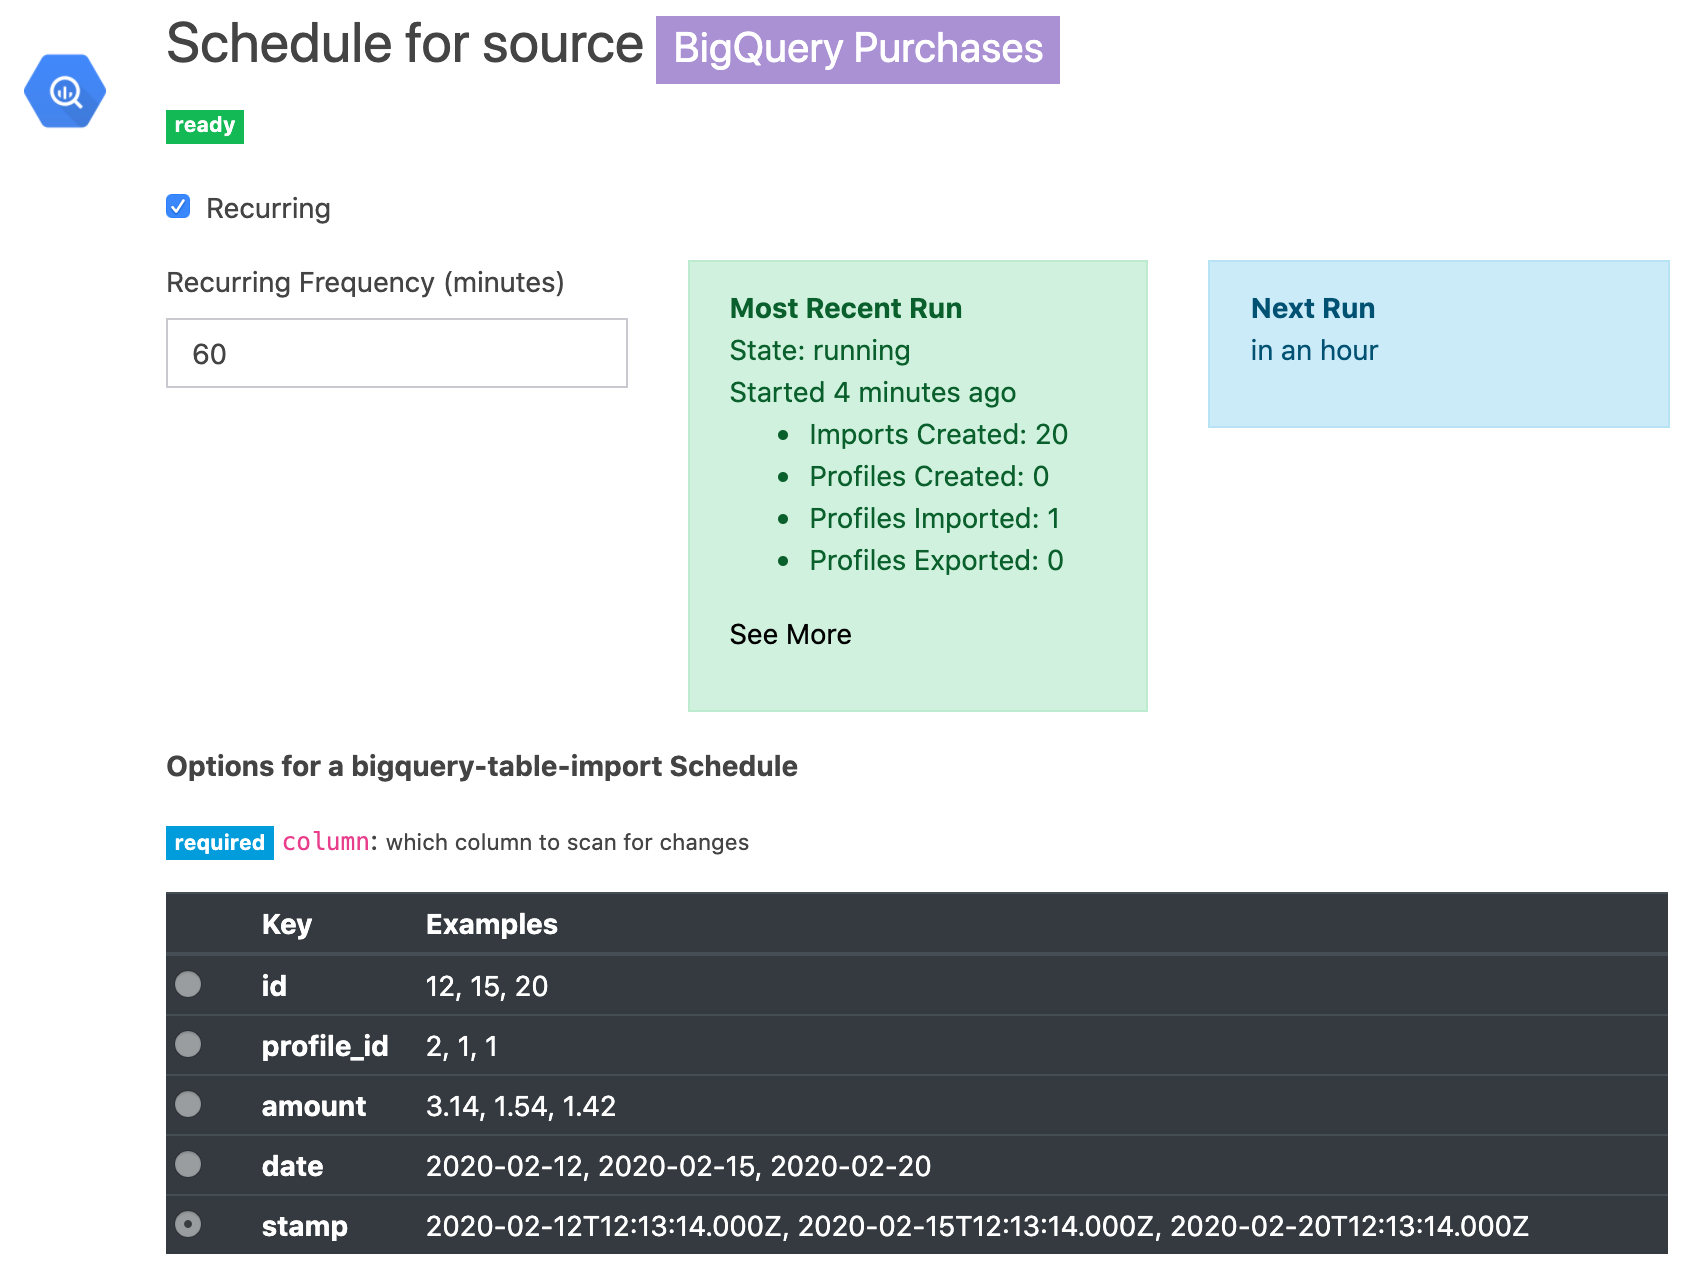 Schedule for source BigQuery Purchases
ready
Recurring
Recurring Frequency (minutes)
60
Most Recent Run
State: running
Started 4 minutes ago
• Imports Created: 20
• Profiles Created: 0
• Profiles Imported: 1
• Profiles Exported: 0
See More
Next Run
in an hour
Options for a bigquery-table-import Schedule
required column: which column to scan for changes
Key Examples
id 12, 15, 20
profile_id 2, 1, 1
amount 3.14, 1.54, 1.42
date 2020-02-12, 2020-02-15, 2020-02-20
stamp 2020-02-12T12:13:14.000Z, 2020-02-15T12:13:14.000Z, 2020-02-20T12:13:14.000Z